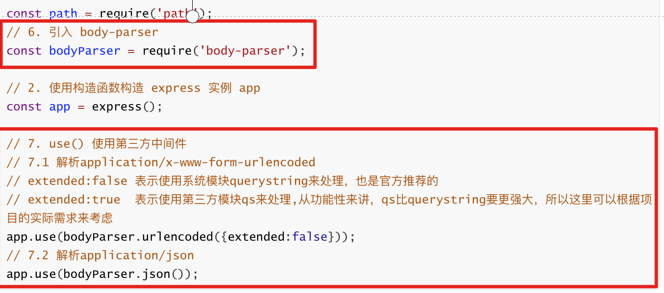 const path = require('path');
// 6. 引入 body-parser
const bodyParser = require('body-parser');
// 2. 使用构造函数构造 express 实例 app
const app = express();
// 7. use() 使用第三方中间件
// 7.1 解析application/x-www-form-urlencoded
// extended:false 表示使用系统模块querystring来处理，也是官方推荐的
// extended:true  表示使用第三方模块qs来处理,从功能性来讲，qs比querystring要更强大，所以这里可以根据项
目的实际需求来考虑
app.use(bodyParser.urlencoded({extended:false}));
// 7.2 解析application/json
app.use(bodyParser.json());